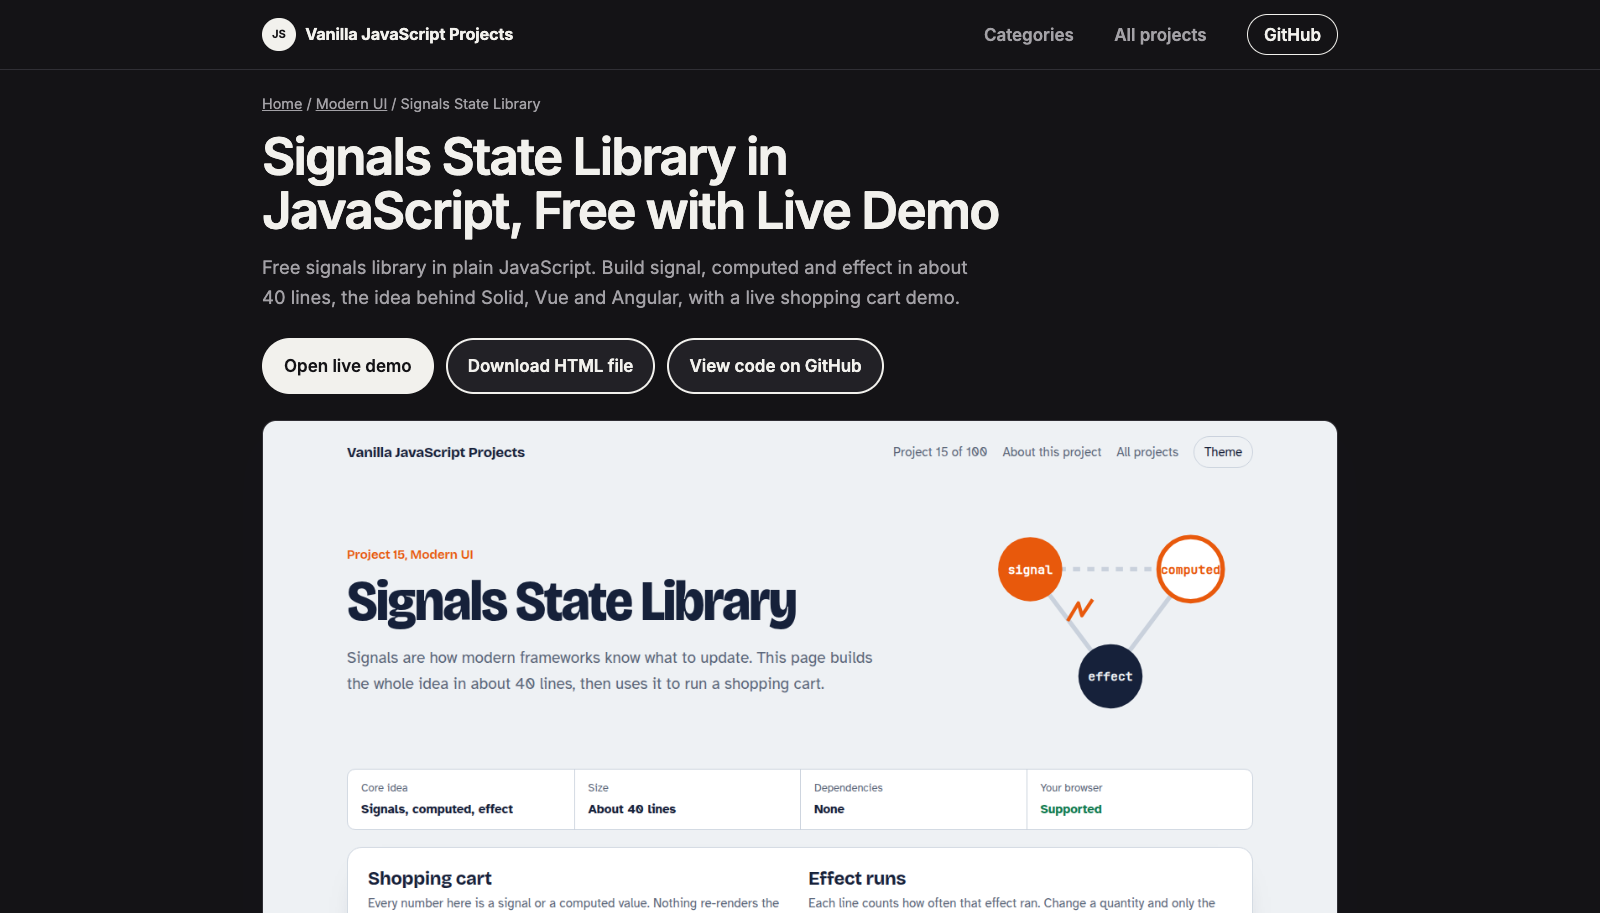 JS Vanilla JavaScript Projects Categories All projects GitHub
Home / Modern UI / Signals State Library
Signals State Library in
JavaScript, Free with Live Demo
Free signals library in plain JavaScript. Build signal, computed and effect in about
40 lines, the idea behind Solid, Vue and Angular, with a live shopping cart demo.
Open live demo Download HTML file View code on GitHub
Vanilla JavaScript Projects Project 15 of 100 About this project All projects Theme
Project 15, Modern UI
Signals State Library
Signals are how modern frameworks know what to update. This page builds
the whole idea in about 40 lines, then uses it to run a shopping cart.
signal computed
effect
Core idea Size Dependencies Your browser
Signals, computed, effect About 40 lines None Supported
Shopping cart Effect runs
Every number here is a signal or a computed value. Nothing re-renders the Each line counts how often that effect ran. Change a quantity and only the